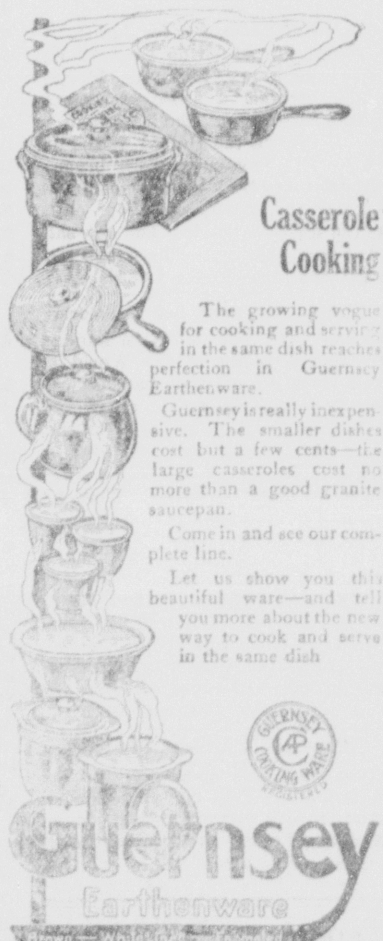 COOKING
Casserole
Cooking
The growing vogue
for cooking and serving
in the same dish reaches
perfection in Guernsey
Earthenware.
Guernsey is really inexpen-
sive. The smaller dishes
cost but a few cents—the
large casseroles cost no
more than a good granite
saucepan.
Come in and see our com-
plete line.
Let us show you this
beautiful ware—and tell
you more about the new
way to cook and serve
in the same dish
GUERNSEY
CAP
COOKING WARE
REGISTERED
Guernsey
Earthenware
Brown — White